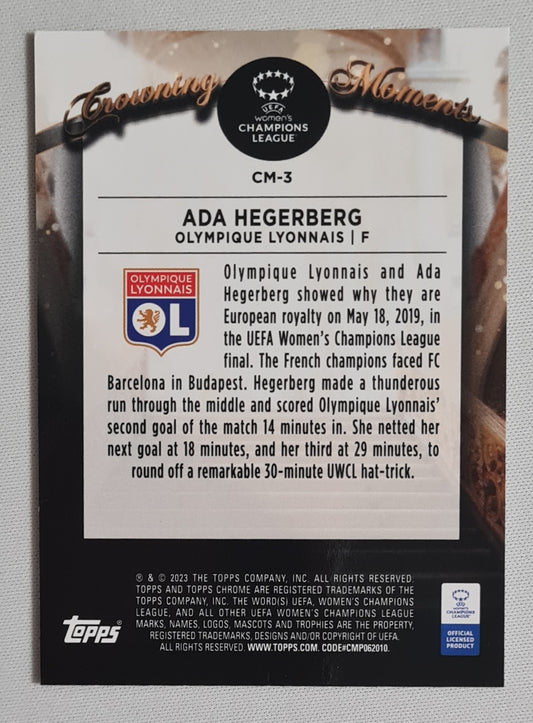 Crowning Moments
UEFA
women's
CHAMPIONS
LEAGUE
CM-3
ADA HEGERBERG
OLYMPIQUE LYONNAIS | F
OLYMPIQUE
LYONNAIS
OL
Olympique Lyonnais and Ada
Hegerberg showed why they are
European royalty on May 18, 2019, in
the UEFA Women's Champions League
final. The French champions faced FC
Barcelona in Budapest. Hegerberg made a thunderous
run through the middle and scored Olympique Lyonnais'
second goal of the match 14 minutes in. She netted her
next goal at 18 minutes, and her third at 29 minutes, to
round off a remarkable 30-minute UWCL hat-trick.
® & © 2023 THE TOPPS COMPANY, INC. ALL RIGHTS RESERVED.
TOPPS AND TOPPS CHROME ARE REGISTERED TRADEMARKS OF THE
TOPPS COMPANY, INC. THE WORD(S) UEFA, WOMEN'S CHAMPIONS
LEAGUE, AND ALL OTHER WOMEN'S CHAMPIONS LEAGUE
MARKS, NAMES, LOGOS, MASCOTS AND TROPHIES ARE THE PROPERTY,
REGISTERED TRADEMARKS, DESIGNS AND/OR COPYRIGHT OF UEFA.
ALL RIGHTS RESERVED. WWW.TOPPS.COM. CODE#CMP062010.
Topps®
CHAMPIONS
LEAGUE
OFFICIAL
LICENSED
PRODUCT